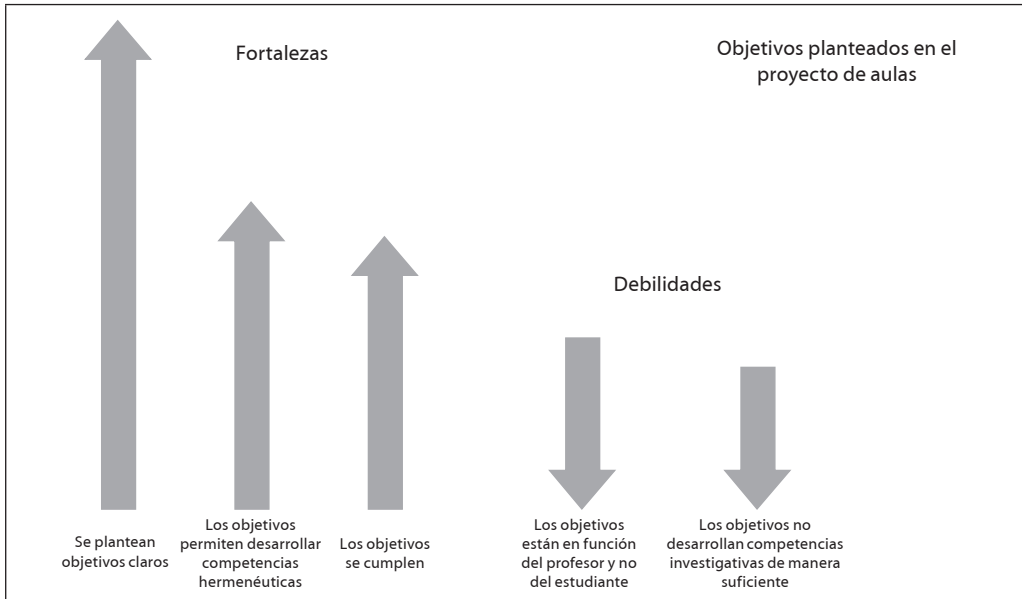 Fortalezas
Objetivos planteados en el
proyecto de aulas
Debilidades
Se plantean
objetivos claros
Los objetivos
permiten desarrollar
competencias
hermenéuticas
Los objetivos
se cumplen
Los objetivos
están en función
del profesor y no
del estudiante
Los objetivos no
desarrollan competencias
investigativas de manera
suficiente